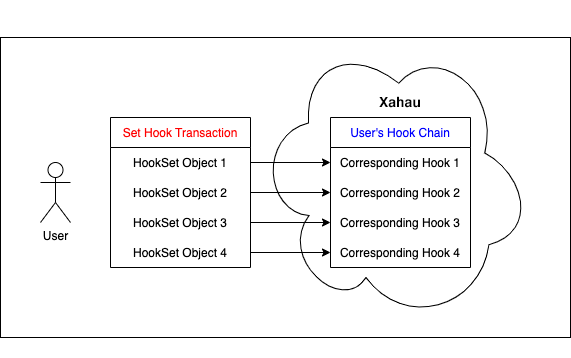 Xahau
Set Hook Transaction
User's Hook Chain
HookSet Object 1
Corresponding Hook 1
HookSet Object 2
Corresponding Hook 2
HookSet Object 3
Corresponding Hook 3
User
HookSet Object 4
Corresponding Hook 4